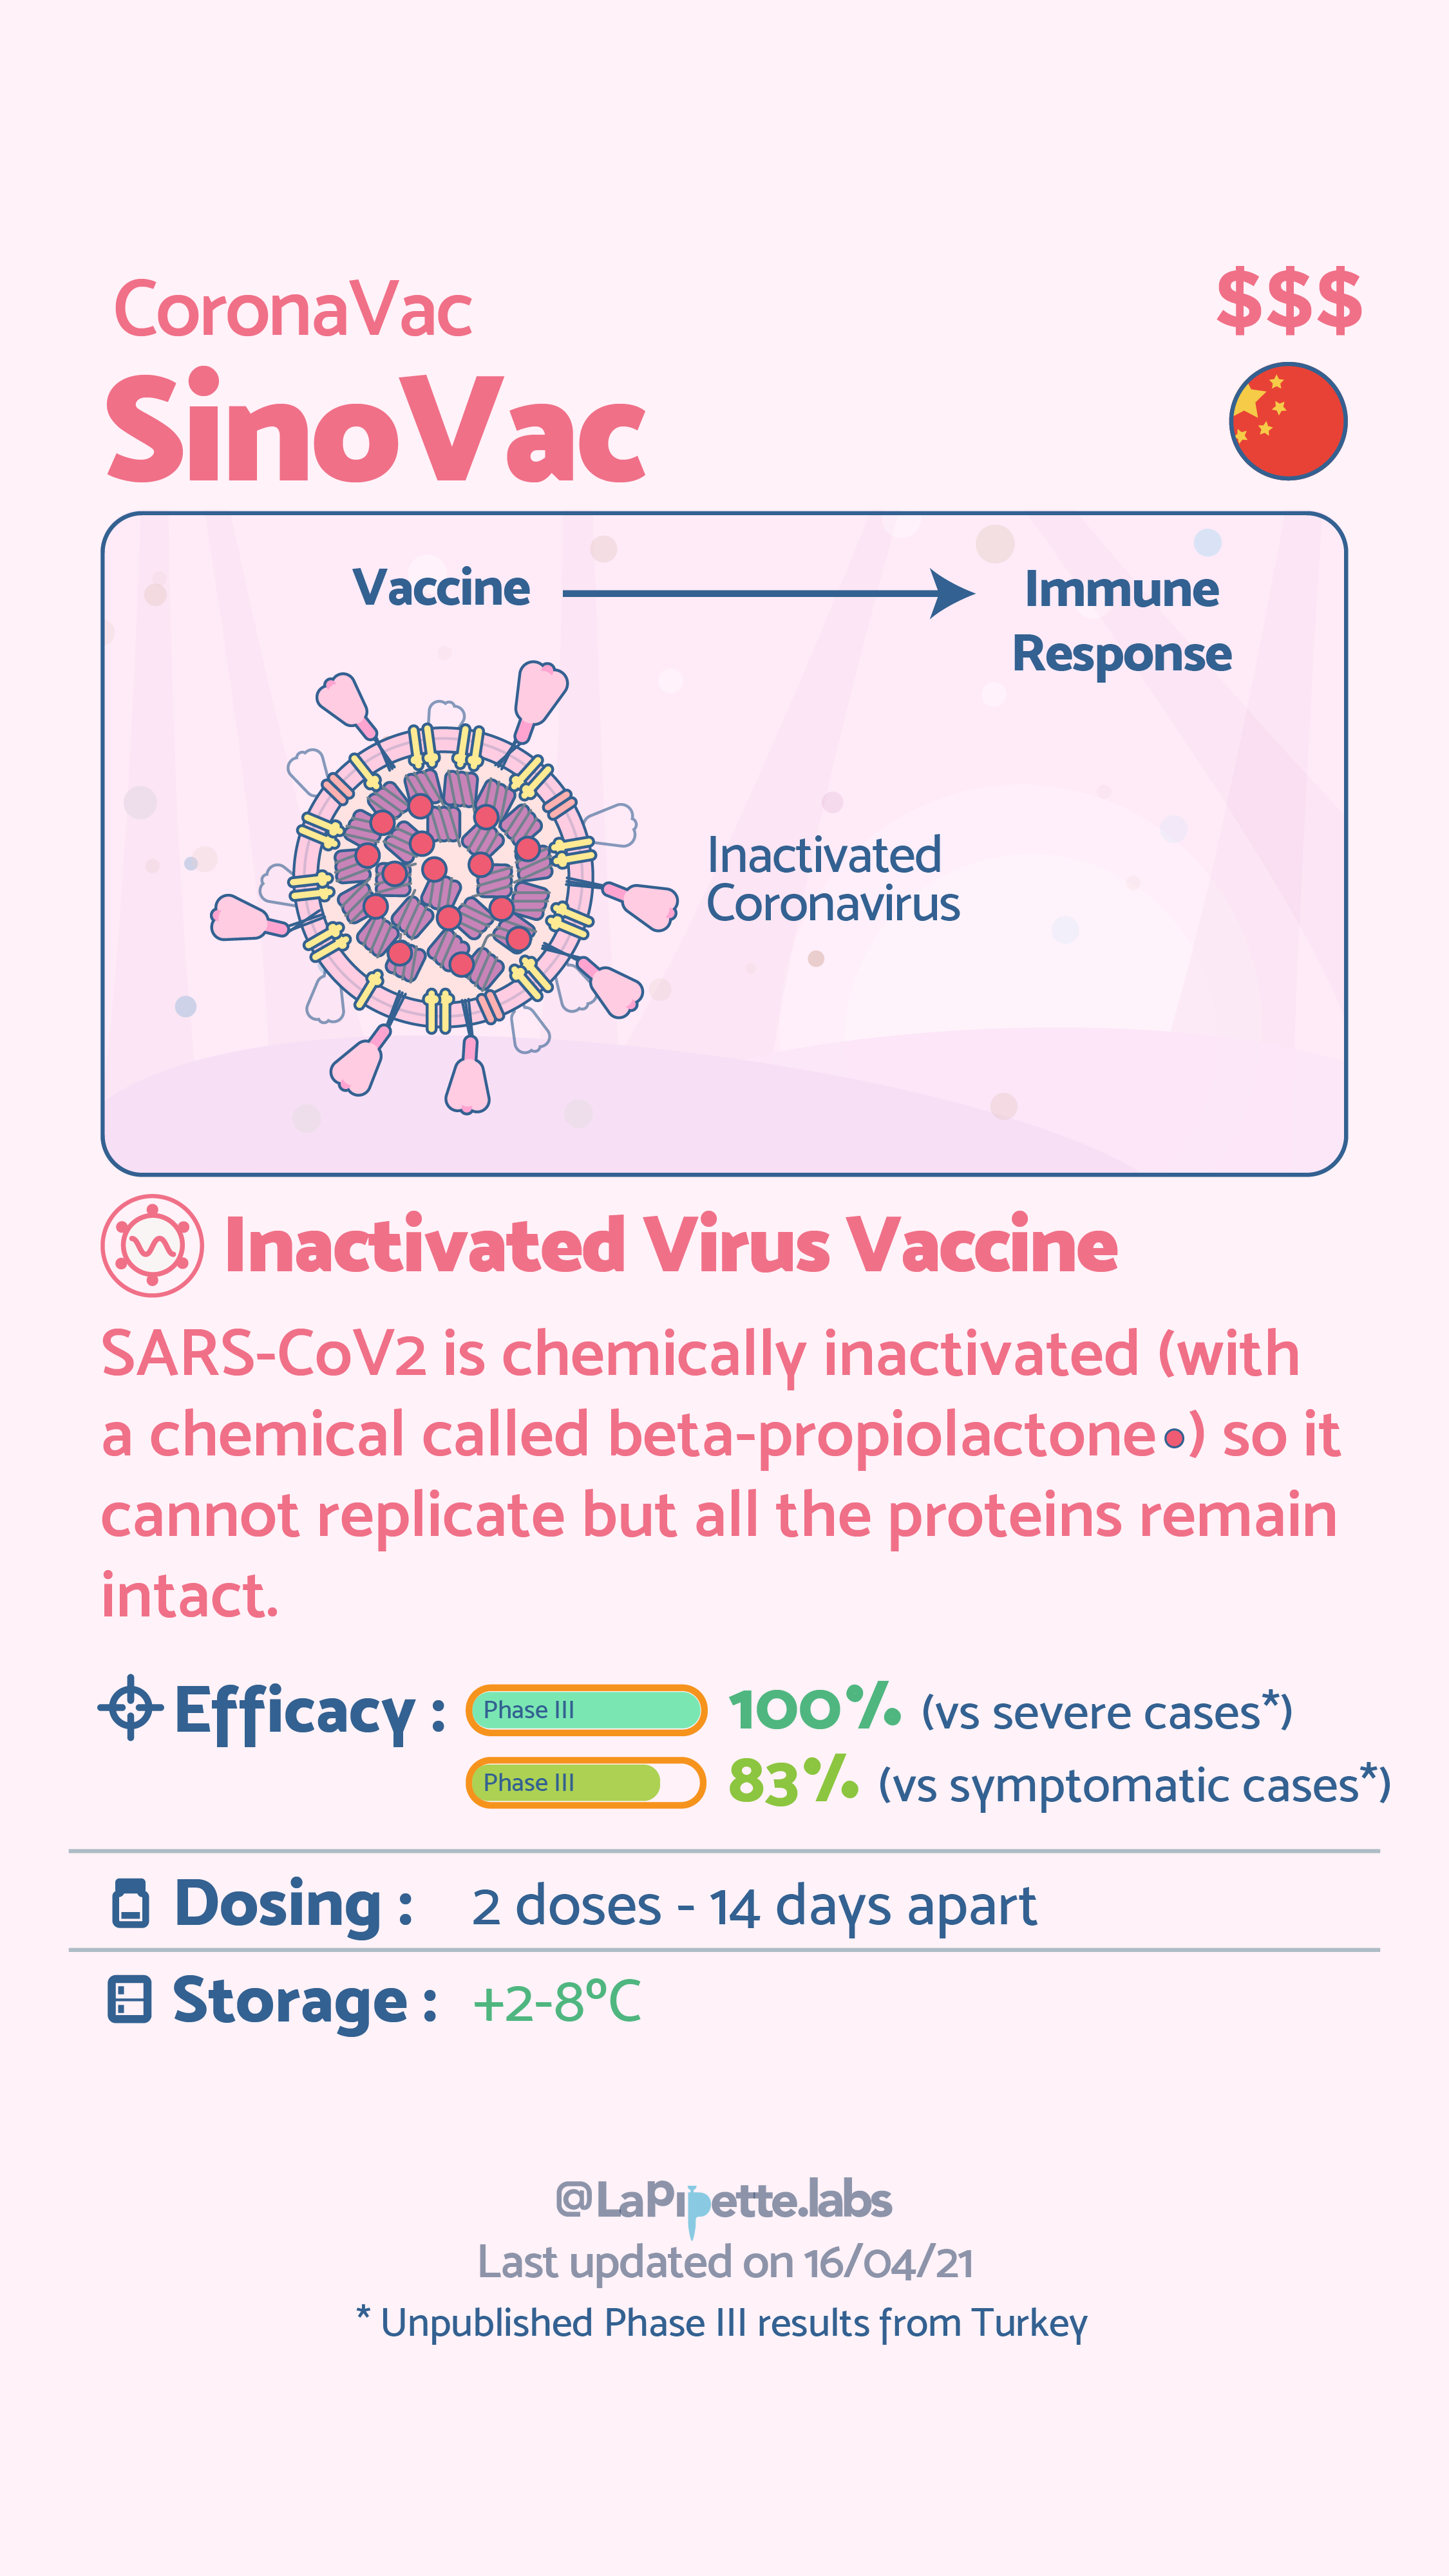 CoronaVac
$$$
SinoVac
Vaccine
Immune
Response
Inactivated
Coronavirus
Inactivated Virus Vaccine
SARS-CoV2 is chemically inactivated (with
a chemical called beta-propiolactone ) so it
cannot replicate but all the proteins remain
intact.
Efficacy : Phase III 100% (vs severe cases*)
Phase III 83% (vs symptomatic cases*)
Dosing : 2 doses - 14 days apart
Storage : +2-8°C
@LaPipette.labs
Last updated on 16/04/21
* Unpublished Phase III results from Turkey